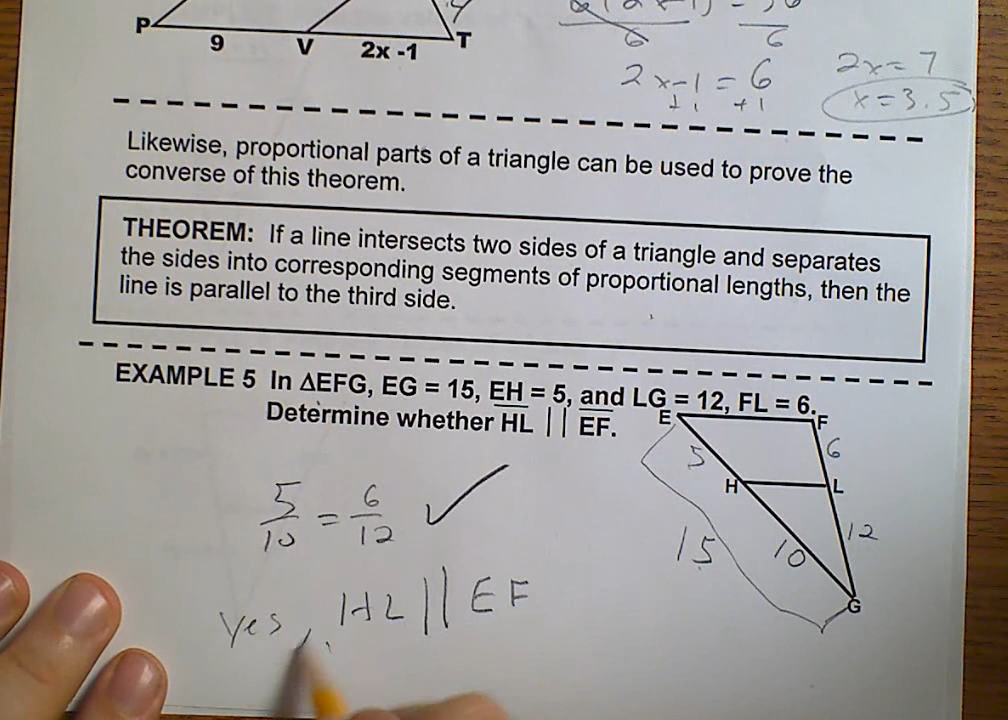 P 9 V 2x -1 T
6 6
2x-1 = 6
+1 +1
2x = 7
x = 3.5
Likewise, proportional parts of a triangle can be used to prove the
converse of this theorem.
THEOREM: If a line intersects two sides of a triangle and separates
the sides into corresponding segments of proportional lengths, then the
line is parallel to the third side.
EXAMPLE 5 In ΔEFG, EG = 15, EH = 5, and LG = 12, FL = 6.
Determine whether HL || EF.
E F
5 6
H L
15 10 12
G
5/10 = 6/12 ✓
yes, HL || EF